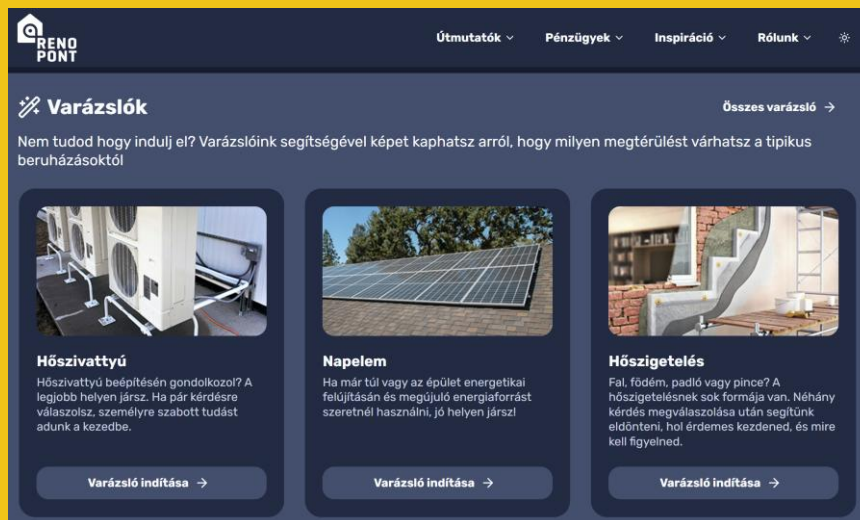 RENO
PONT
Útmutatók
Pénzügyek
Inspiráció
Rólunk
Varázslók
Összes varázsló →
Nem tudod hogy indulj el? Varázslóink segítségével képet kaphatsz arról, hogy milyen megtérülést várhatsz a tipikus
beruházásoktól
Hőszivattyú
Hőszivattyú beépítésén gondolkozol? A
legjobb helyen jársz. Ha pár kérdésre
válaszolsz, személyre szabott tudást
adunk a kezedbe.
Varázsló indítása →
Napelem
Ha már túl vagy az épület energetikai
felújításán és megújuló energiaforrást
szeretnél használni, jó helyen jársz!
Varázsló indítása →
Hőszigetelés
Fal, födém, padló vagy pince? A
hőszigetelésnek sok formája van. Néhány
kérdés megválaszolása után segítünk
eldönteni, hol érdemes kezdened, és mire
kell figyelned.
Varázsló indítása →